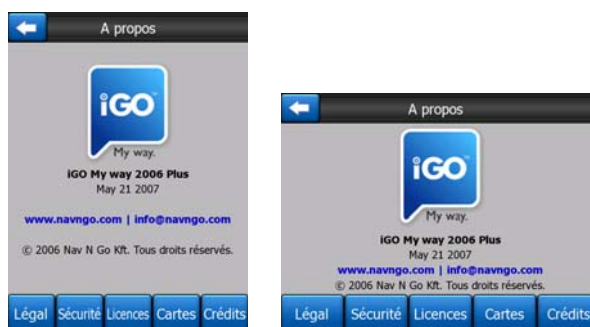 A propos
iGO
My way.
iGO My way 2006 Plus
May 21 2007
www.navngo.com | info@navngo.com
© 2006 Nav N Go Kft. Tous droits réservés.
Légal Sécurité Licences Cartes Crédits
A propos
iGO
My way.
iGO My way 2006 Plus
May 21 2007
www.navngo.com | info@navngo.com
© 2006 Nav N Go Kft. Tous droits réservés.
Légal Sécurité Licences Cartes Crédits